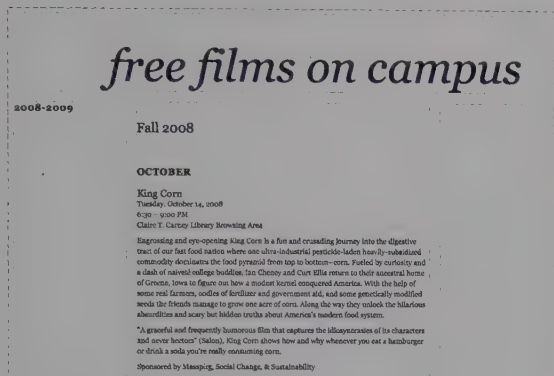 free films on campus
2008-2009
Fall 2008
OCTOBER
King Corn
Tuesday, October 14, 2008
6:30 - 9:00 PM
Claire T. Carney Library Browsing Area
Engrossing and eye-opening King Corn is a fun and crusading journey into the digestive
tract of our fast food nation where one ultra-industrial pesticide-laden heavily-subsidized
commodity dominates the food pyramid from top to bottom–corn. Fueled by curiosity and
a dash of naiveté college buddies, Ian Cheney and Curt Ellis return to their ancestral home
of Greene, Iowa to figure out how a modest kernel conquered America. With the help of
some real farmers, oodles of fertilizer and government aid, and some genetically modified
seeds the friends manage to grow one acre of corn. Along the way they unlock the hilarious
absurdities and scary but hidden truths about America's modern food system.
"A graceful and frequently humorous film that captures the idiosyncrasies of its characters
and never hectors" (Salon), King Corn shows how and why whenever you eat a hamburger
or drink a soda you're really consuming corn.
Sponsored by Masspirg, Social Change, & Sustainability